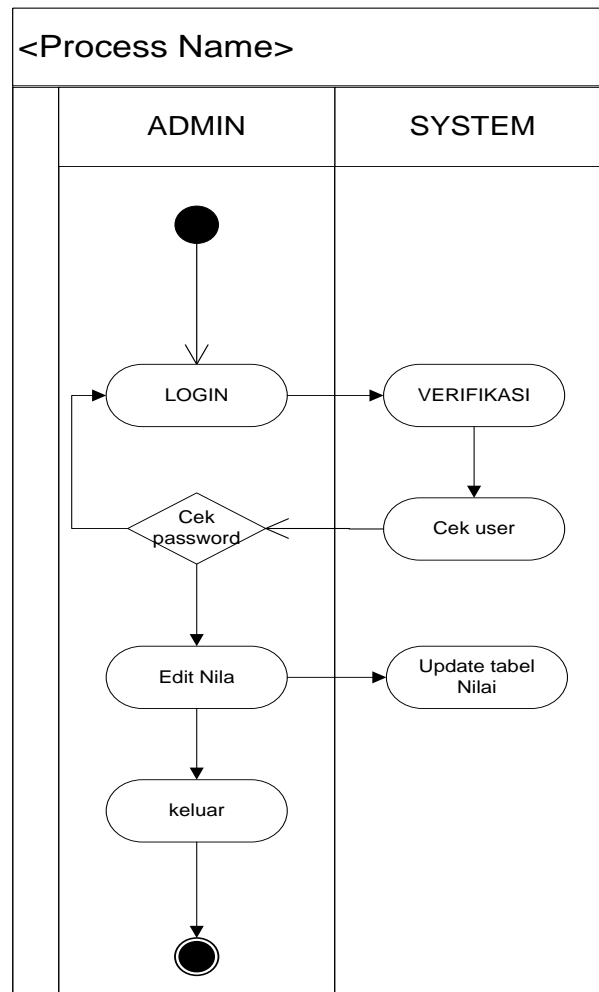 <Process Name>
ADMIN
SYSTEM
LOGIN
VERIFIKASI
Cek
password
Cek user
Edit Nila
Update tabel
Nilai
keluar